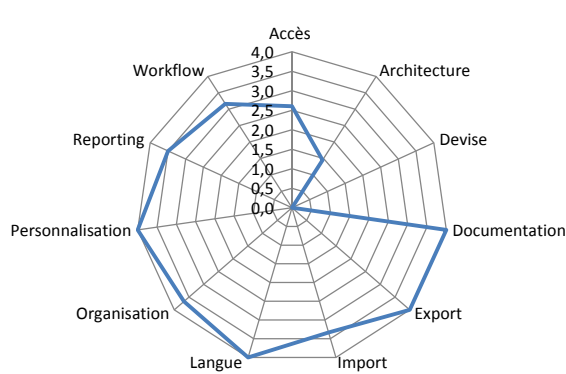 Accès
4,0
3,5
3,0
2,5
2,0
1,5
1,0
0,5
0,0
Architecture
Devise
Documentation
Export
Import
Langue
Organisation
Personnalisation
Reporting
Workflow